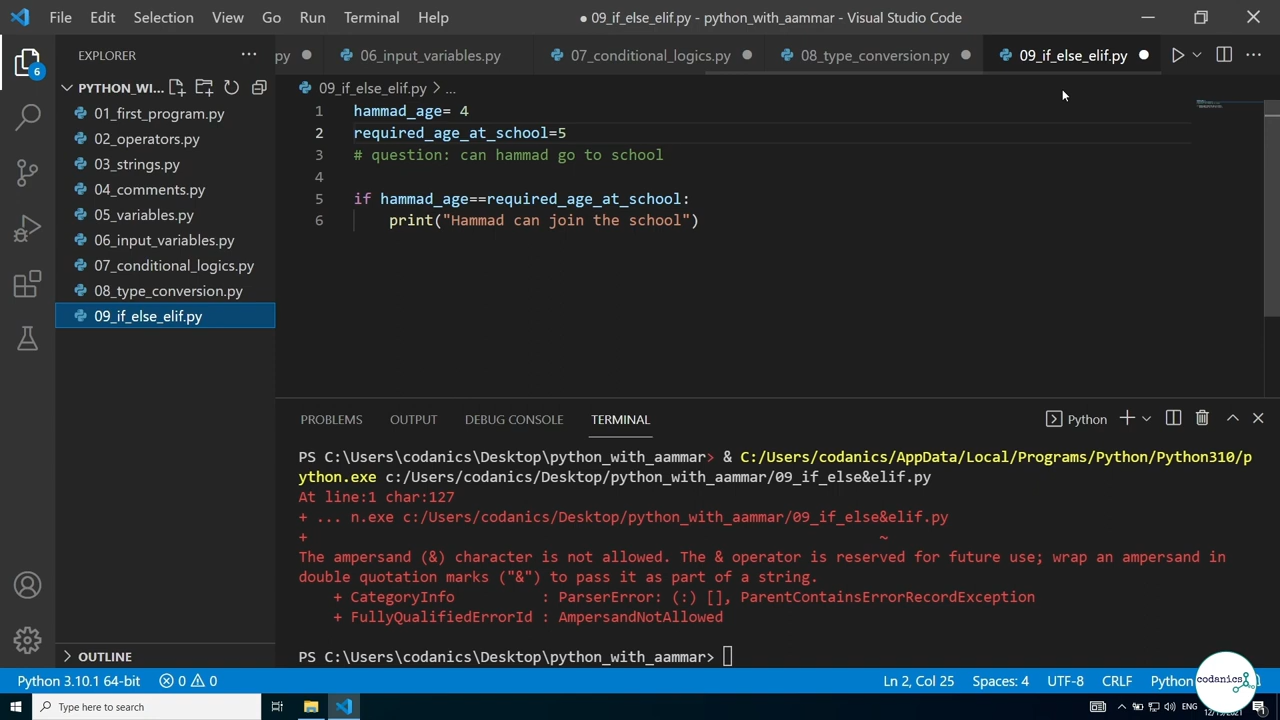 File Edit Selection View Go Run Terminal Help
● 09_if_else_elif.py - python_with_aammar - Visual Studio Code
EXPLORER
py
06_input_variables.py
07_conditional_logics.py
08_type_conversion.py
09_if_else_elif.py
6
PYTHON_WI...
01_first_program.py
02_operators.py
03_strings.py
04_comments.py
05_variables.py
06_input_variables.py
07_conditional_logics.py
08_type_conversion.py
09_if_else_elif.py
OUTLINE
09_if_else_elif.py > ...
1 hammad_age= 4
2 required_age_at_school=5
3 # question: can hammad go to school
4
5 if hammad_age==required_age_at_school:
6     print("Hammad can join the school")
PROBLEMS OUTPUT DEBUG CONSOLE TERMINAL
Python
PS C:\Users\codanics\Desktop\python_with_aammar> & C:/Users/codanics/AppData/Local/Programs/Python/Python310/p
ython.exe c:/Users/codanics/Desktop/python_with_aammar/09_if_else&elif.py
At line:1 char:127
+ ... n.exe c:/Users/codanics/Desktop/python_with_aammar/09_if_else&elif.py
+ ~
The ampersand (&) character is not allowed. The & operator is reserved for future use; wrap an ampersand in
double quotation marks ("&") to pass it as part of a string.
+ CategoryInfo : ParserError: (:) [], ParentContainsErrorRecordException
+ FullyQualifiedErrorId : AmpersandNotAllowed
PS C:\Users\codanics\Desktop\python_with_aammar>
Python 3.10.1 64-bit 0 0 Ln 2, Col 25 Spaces: 4 UTF-8 CRLF Python
codanics
Type here to search
ENG